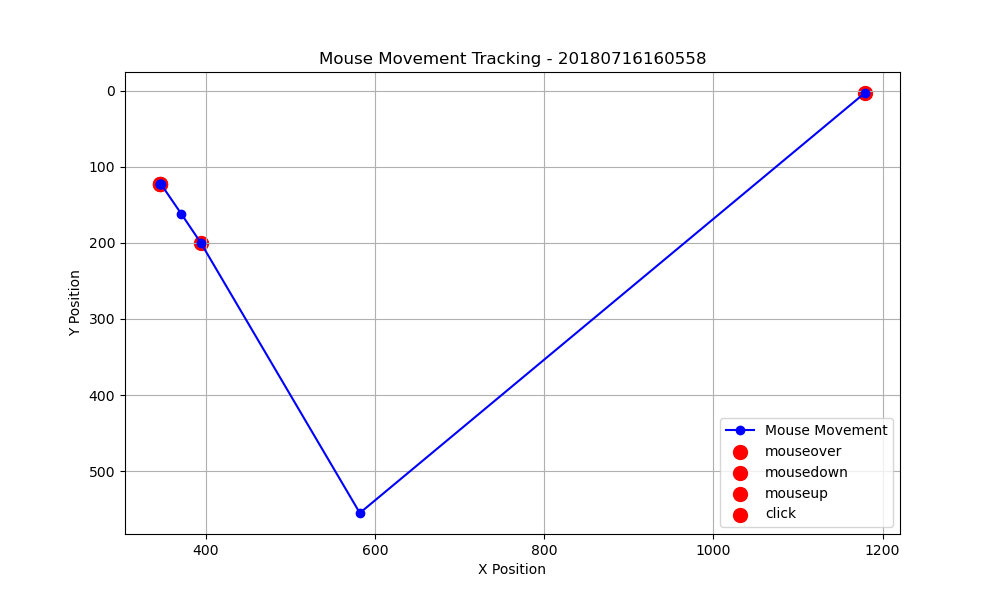 Mouse Movement Tracking - 20180716160558
0
100
200
300
400
500
Y Position
400
600
800
1000
1200
X Position
Mouse Movement
mouseover
mousedown
mouseup
click